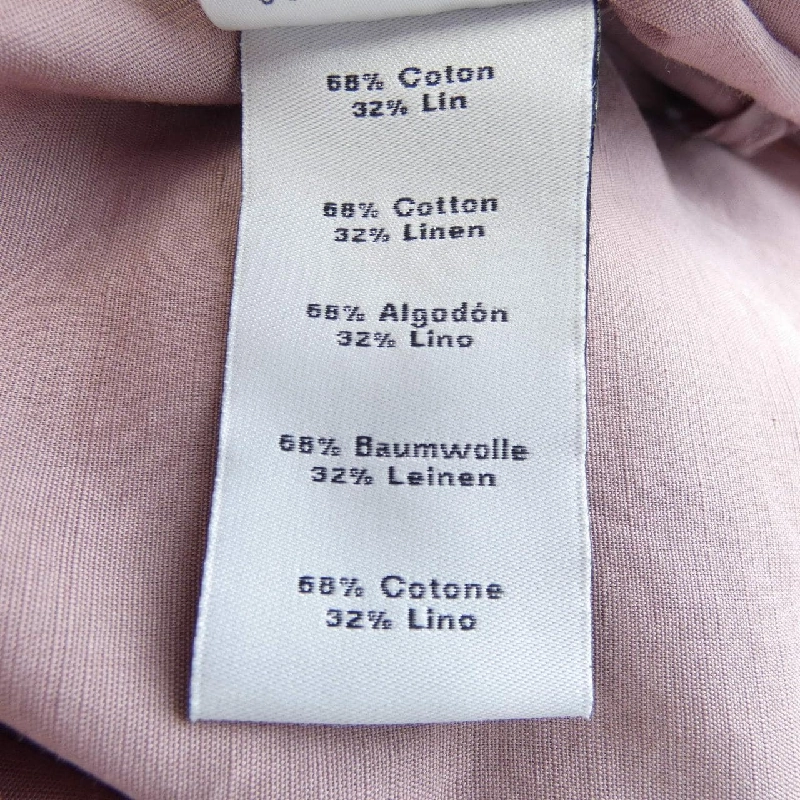 68% Coton
32% Lin
68% Cotton
32% Linen
68% Algodón
32% Lino
68% Baumwolle
32% Leinen
68% Cotone
32% Lino